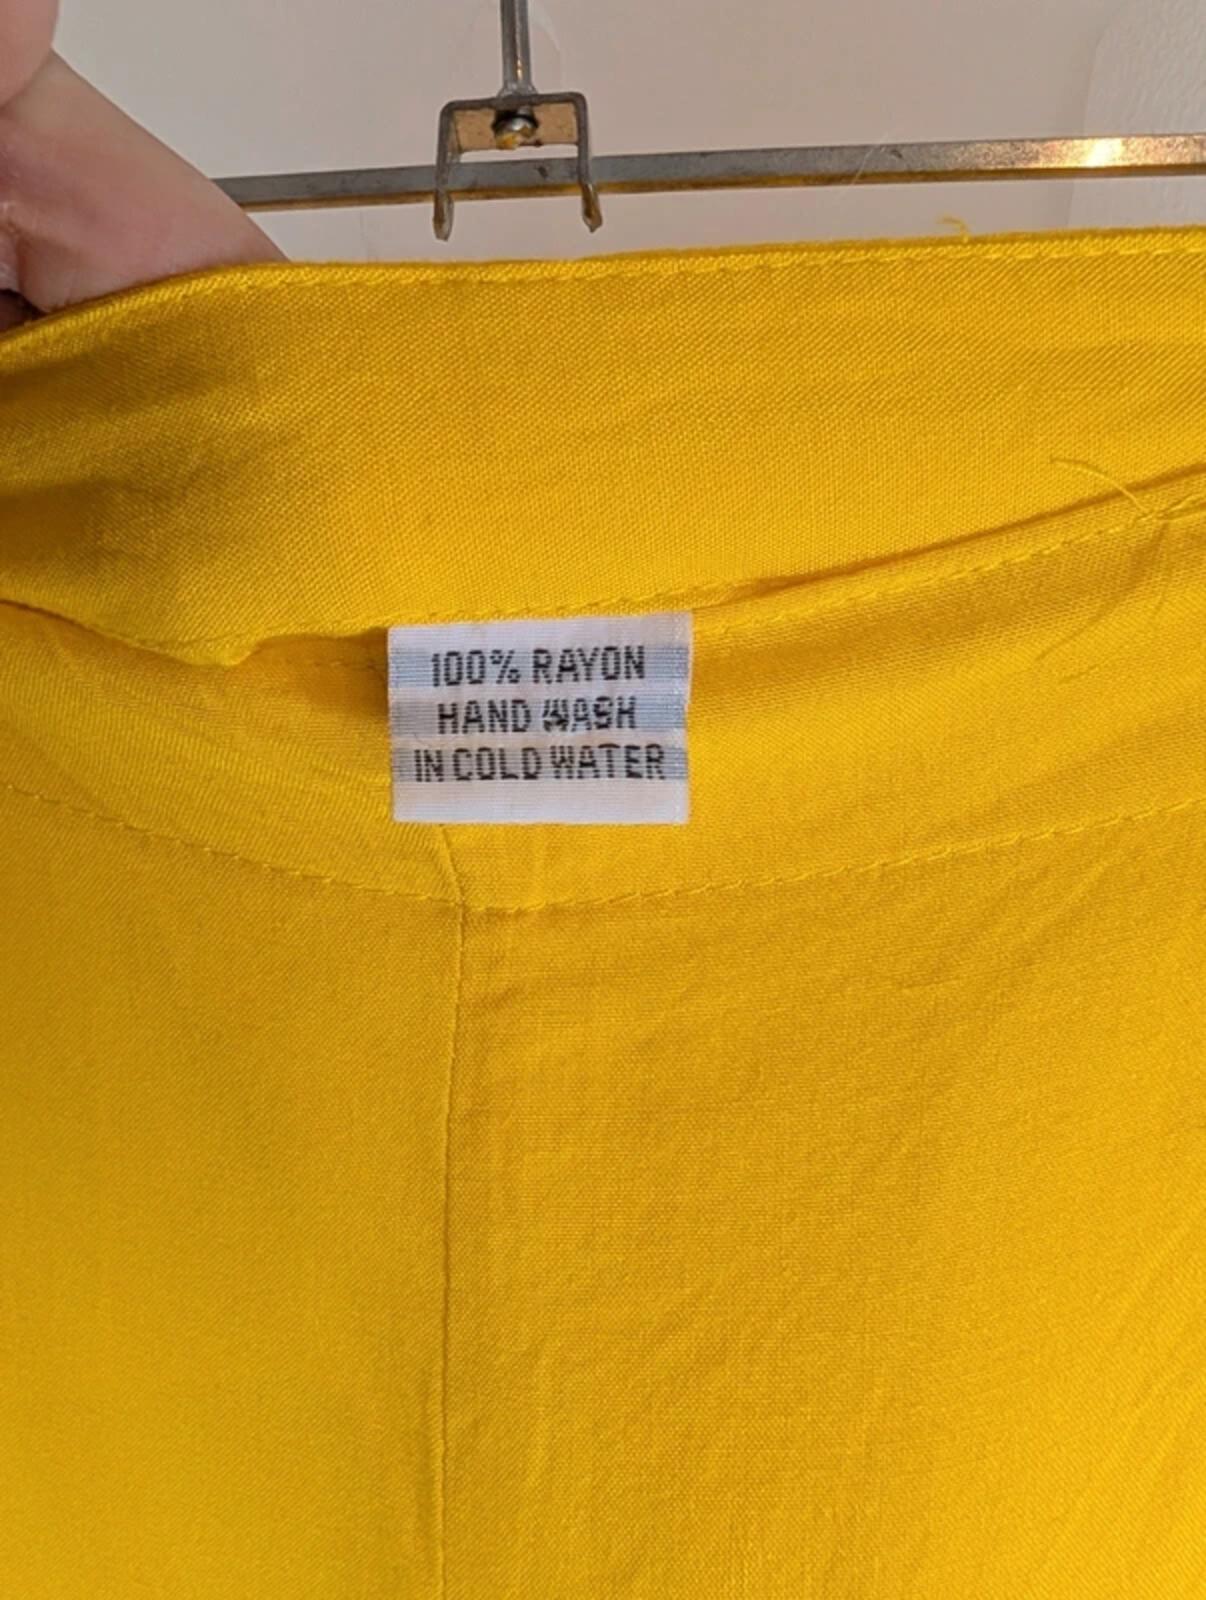 100% RAYON
HAND WASH
IN COLD WATER